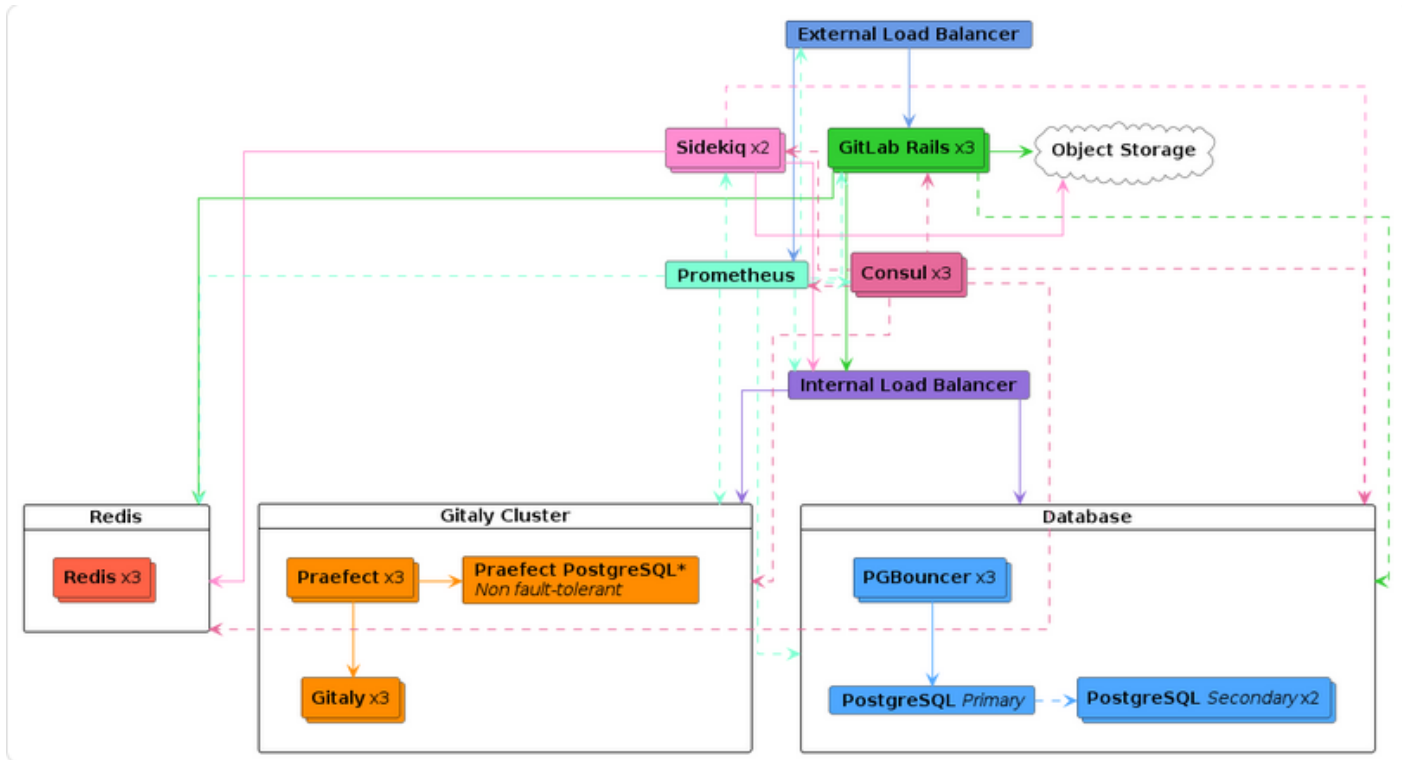 External Load Balancer
Sidekiq x2
GitLab Rails x3
Object Storage
Prometheus
Consul x3
Internal Load Balancer
Redis
Redis x3
Gitaly Cluster
Praefect x3
Praefect PostgreSQL*
Non fault-tolerant
Gitaly x3
Database
PGBouncer x3
PostgreSQL Primary
PostgreSQL Secondary x2